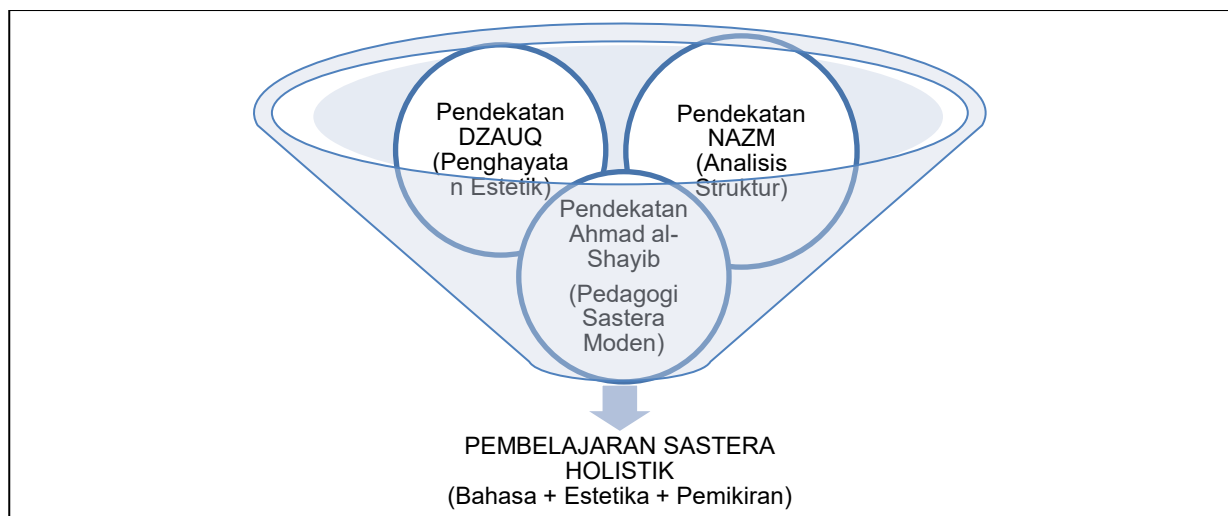 Pendekatan
DZAUQ
(Penghayata
n Estetik)
Pendekatan
NAZM
(Analisis
Struktur)
Pendekatan
Ahmad al-
Shayib
(Pedagogi
Sastera
Moden)
PEMBELAJARAN SASTERA
HOLISTIK
(Bahasa + Estetika + Pemikiran)